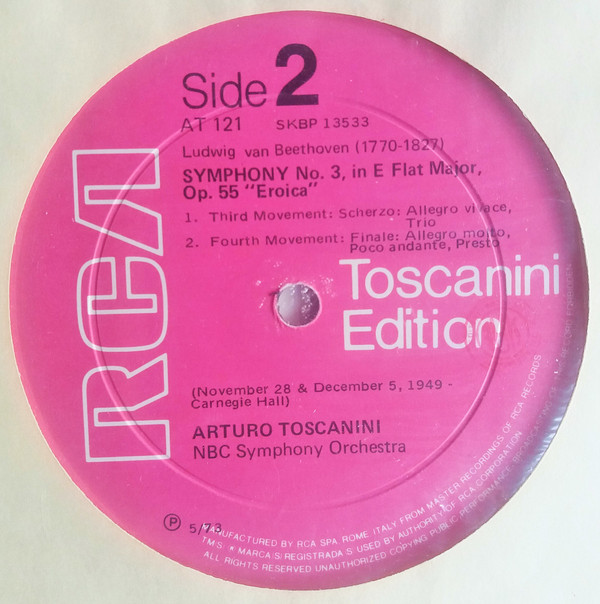 Side 2
AT 121 SKBP 13533
Ludwig van Beethoven (1770-1827)
SYMPHONY No. 3, in E Flat Major,
Op. 55 "Eroica"
1. Third Movement: Scherzo: Allegro vivace,
Trio
2. Fourth Movement: Finale: Allegro molto,
Poco andante, Presto
RCA
Toscanini
Edition
(November 28 & December 5, 1949 -
Carnegie Hall)
ARTURO TOSCANINI
NBC Symphony Orchestra
Ⓟ 5/73
MANUFACTURED BY RCA SPA ROME ITALY FROM MASTER RECORDINGS OF RCA RECORDS
TMS ® MARCA(S) REGISTRADA S USED BY AUTHORITY OF RCA CORPORATION
ALL RIGHTS RESERVED UNAUTHORIZED COPYING PUBLIC PERFORMANCE BROADCASTING RECORD FORBIDDEN